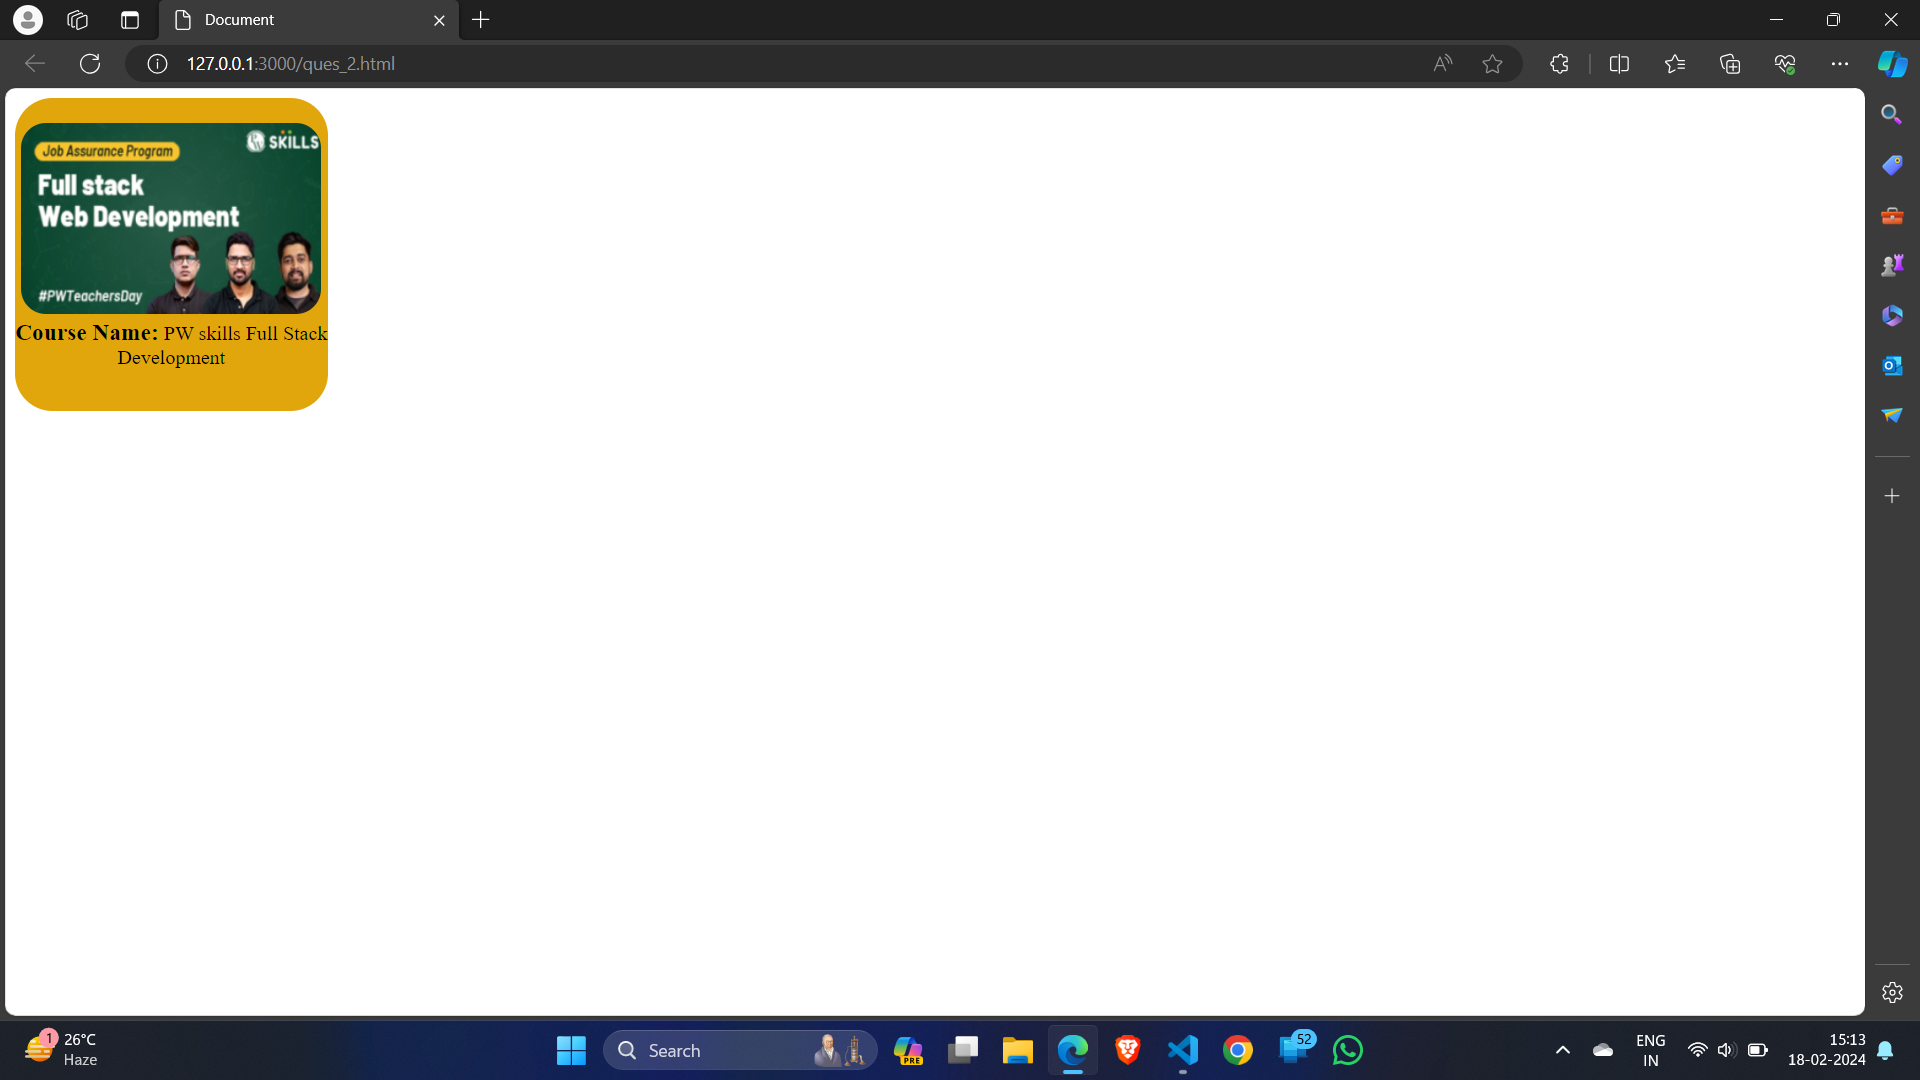 Document
127.0.0.1:3000/ques_2.html
SKILLS
Job Assurance Program
Full stack
Web Development
#PWTeachersDay
Course Name: PW skills Full Stack
Development
1
26°C
Haze
Search
PRE
52
ENG
IN
15:13
18-02-2024